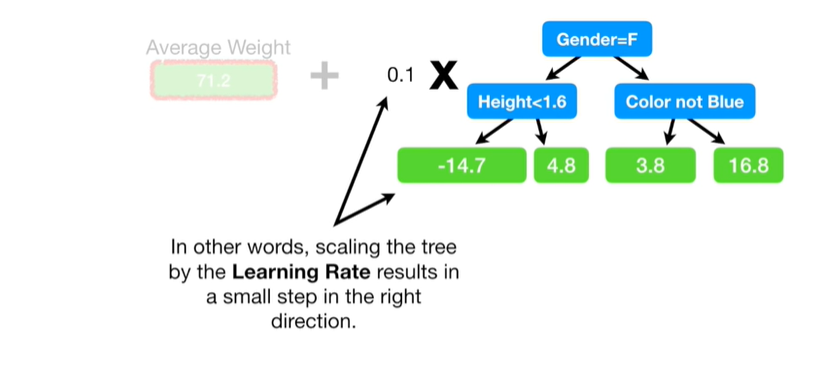 Average Weight
71.2
+
0.1 X
Gender=F
Height<1.6
Color not Blue
-14.7
4.8
3.8
16.8
In other words, scaling the tree
by the Learning Rate results in
a small step in the right
direction.